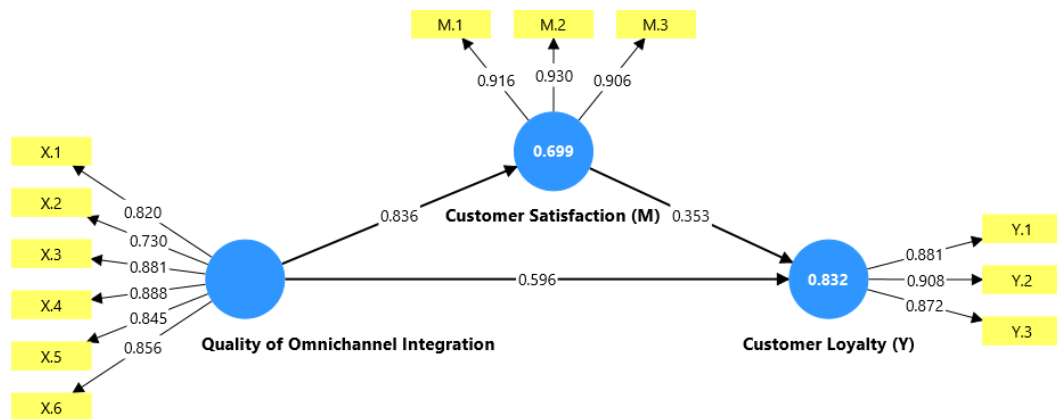 M.1
M.2
M.3
0.916
0.930
0.906
0.699
Customer Satisfaction (M)
X.1
X.2
X.3
X.4
X.5
X.6
0.820
0.730
0.881
0.888
0.845
0.856
0.836
0.353
0.596
Quality of Omnichannel Integration
0.832
Customer Loyalty (Y)
0.881
0.908
0.872
Y.1
Y.2
Y.3